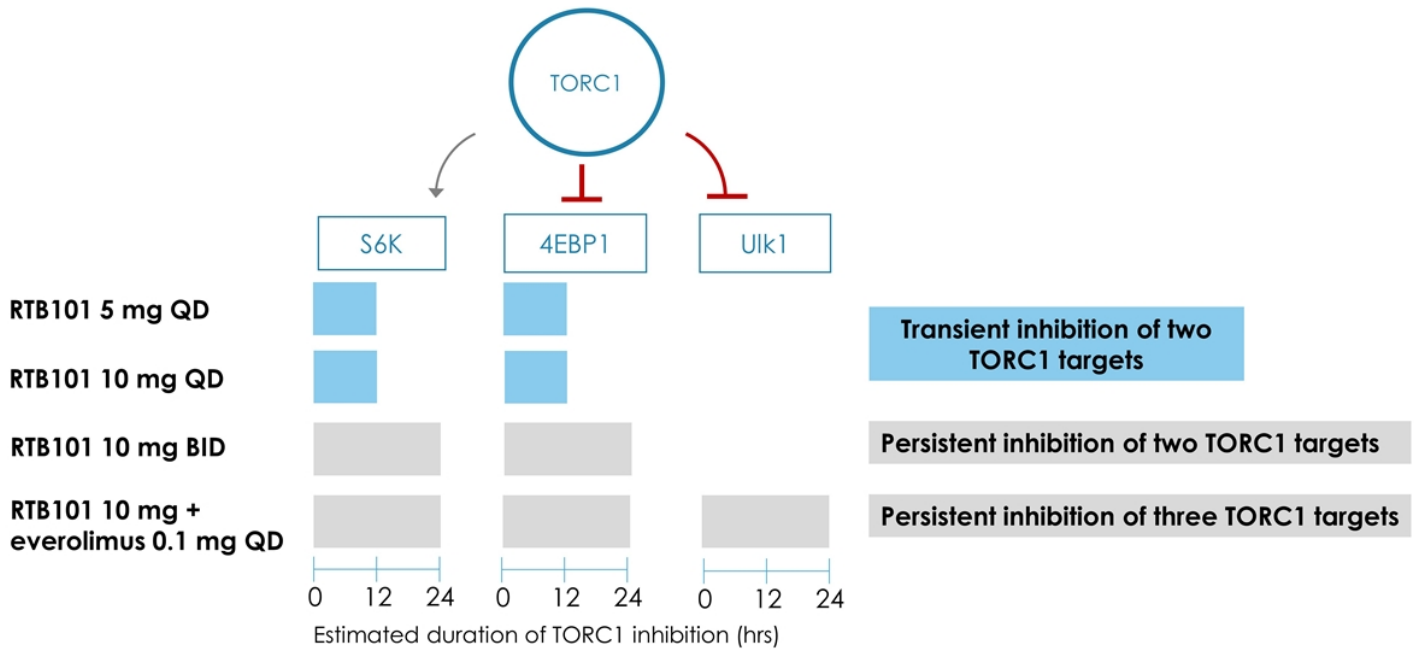 TORC1
S6K
4EBP1
Ulk1
RTB101 5 mg QD
RTB101 10 mg QD
Transient inhibition of two
TORC1 targets
RTB101 10 mg BID
Persistent inhibition of two TORC1 targets
RTB101 10 mg +
everolimus 0.1 mg QD
Persistent inhibition of three TORC1 targets
0 12 24
0 12 24
0 12 24
Estimated duration of TORC1 inhibition (hrs)